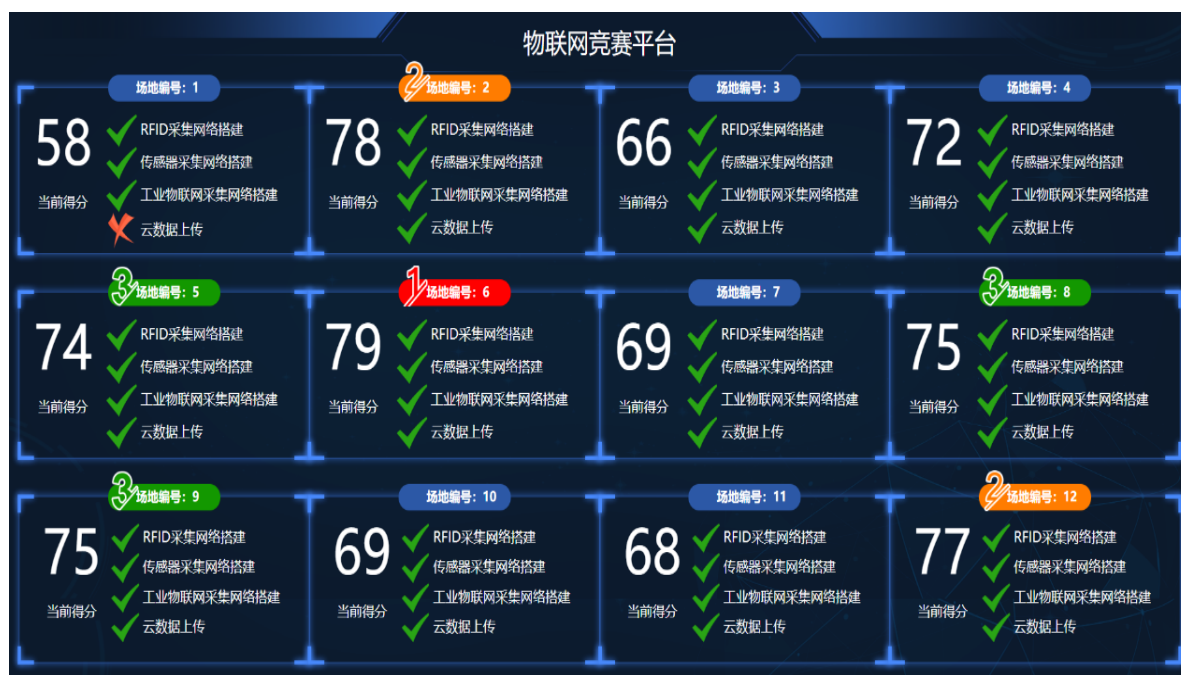 物联网竞赛平台
2
场地编号：1
场地编号：2
场地编号：3
场地编号：4
58
当前得分
RFID采集网络搭建
传感器采集网络搭建
工业物联网采集网络搭建
云数据上传
78
当前得分
RFID采集网络搭建
传感器采集网络搭建
工业物联网采集网络搭建
云数据上传
66
当前得分
RFID采集网络搭建
传感器采集网络搭建
工业物联网采集网络搭建
云数据上传
72
当前得分
RFID采集网络搭建
传感器采集网络搭建
工业物联网采集网络搭建
云数据上传
3
场地编号：5
1
场地编号：6
场地编号：7
3
场地编号：8
74
当前得分
RFID采集网络搭建
传感器采集网络搭建
工业物联网采集网络搭建
云数据上传
79
当前得分
RFID采集网络搭建
传感器采集网络搭建
工业物联网采集网络搭建
云数据上传
69
当前得分
RFID采集网络搭建
传感器采集网络搭建
工业物联网采集网络搭建
云数据上传
75
当前得分
RFID采集网络搭建
传感器采集网络搭建
工业物联网采集网络搭建
云数据上传
3
场地编号：9
场地编号：10
场地编号：11
2
场地编号：12
75
当前得分
RFID采集网络搭建
传感器采集网络搭建
工业物联网采集网络搭建
云数据上传
69
当前得分
RFID采集网络搭建
传感器采集网络搭建
工业物联网采集网络搭建
云数据上传
68
当前得分
RFID采集网络搭建
传感器采集网络搭建
工业物联网采集网络搭建
云数据上传
77
当前得分
RFID采集网络搭建
传感器采集网络搭建
工业物联网采集网络搭建
云数据上传